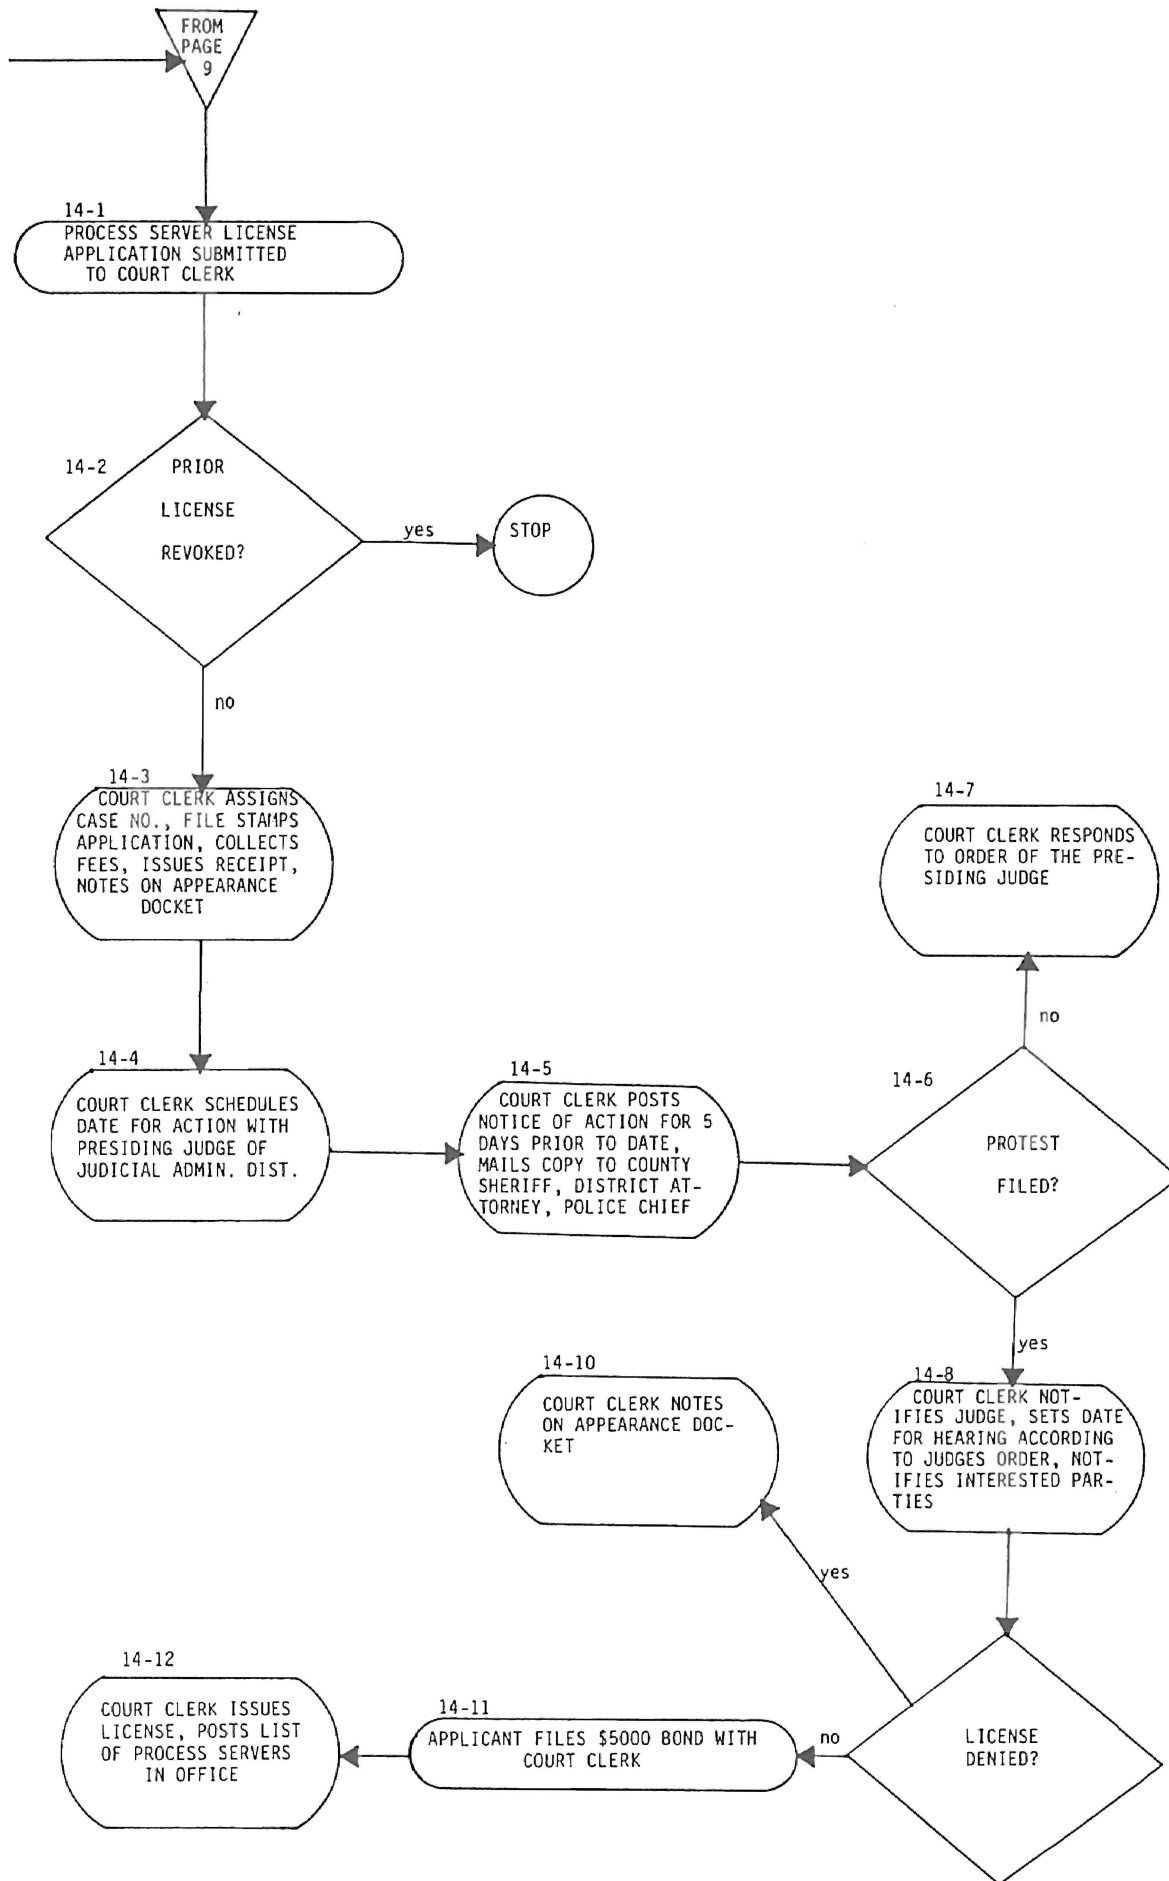 FROM
PAGE
9
14-1
PROCESS SERVER LICENSE
APPLICATION SUBMITTED
TO COURT CLERK
14-2
PRIOR
LICENSE
REVOKED?
yes
STOP
no
14-3
COURT CLERK ASSIGNS
CASE NO., FILE STAMPS
APPLICATION, COLLECTS
FEES, ISSUES RECEIPT,
NOTES ON APPEARANCE
DOCKET
14-4
COURT CLERK SCHEDULES
DATE FOR ACTION WITH
PRESIDING JUDGE OF
JUDICIAL ADMIN. DIST.
14-5
COURT CLERK POSTS
NOTICE OF ACTION FOR 5
DAYS PRIOR TO DATE,
MAILS COPY TO COUNTY
SHERIFF, DISTRICT AT-
TORNEY, POLICE CHIEF
14-6
PROTEST
FILED?
no
14-7
COURT CLERK RESPONDS
TO ORDER OF THE PRE-
SIDING JUDGE
yes
14-8
COURT CLERK NOT-
IFIES JUDGE, SETS DATE
FOR HEARING ACCORDING
TO JUDGES ORDER, NOT-
IFIES INTERESTED PAR-
TIES
LICENSE
DENIED?
yes
14-10
COURT CLERK NOTES
ON APPEARANCE DOC-
KET
no
14-11
APPLICANT FILES $5000 BOND WITH
COURT CLERK
14-12
COURT CLERK ISSUES
LICENSE, POSTS LIST
OF PROCESS SERVERS
IN OFFICE